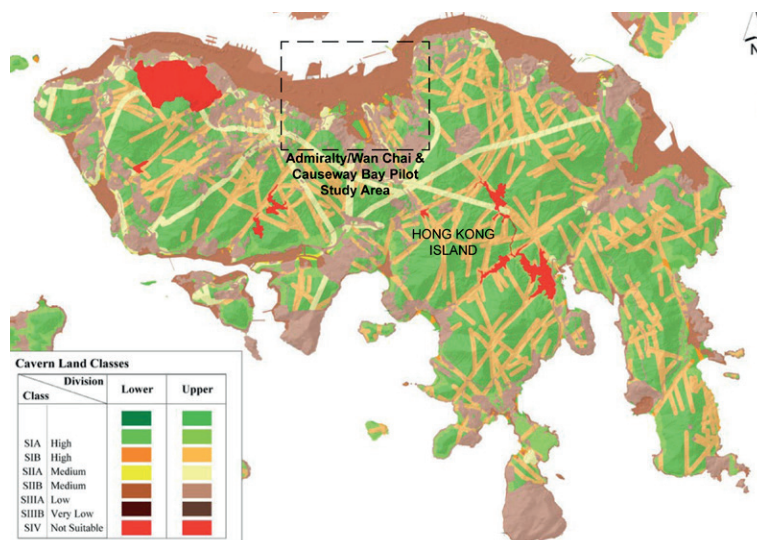 N
Admiralty/Wan Chai &
Causeway Bay Pilot
Study Area
HONG KONG
ISLAND
Cavern Land Classes
Division
Class
Lower
Upper
SIA High
SIB High
SIIA Medium
SIIB Medium
SIIIA Low
SIIIB Very Low
SIV Not Suitable